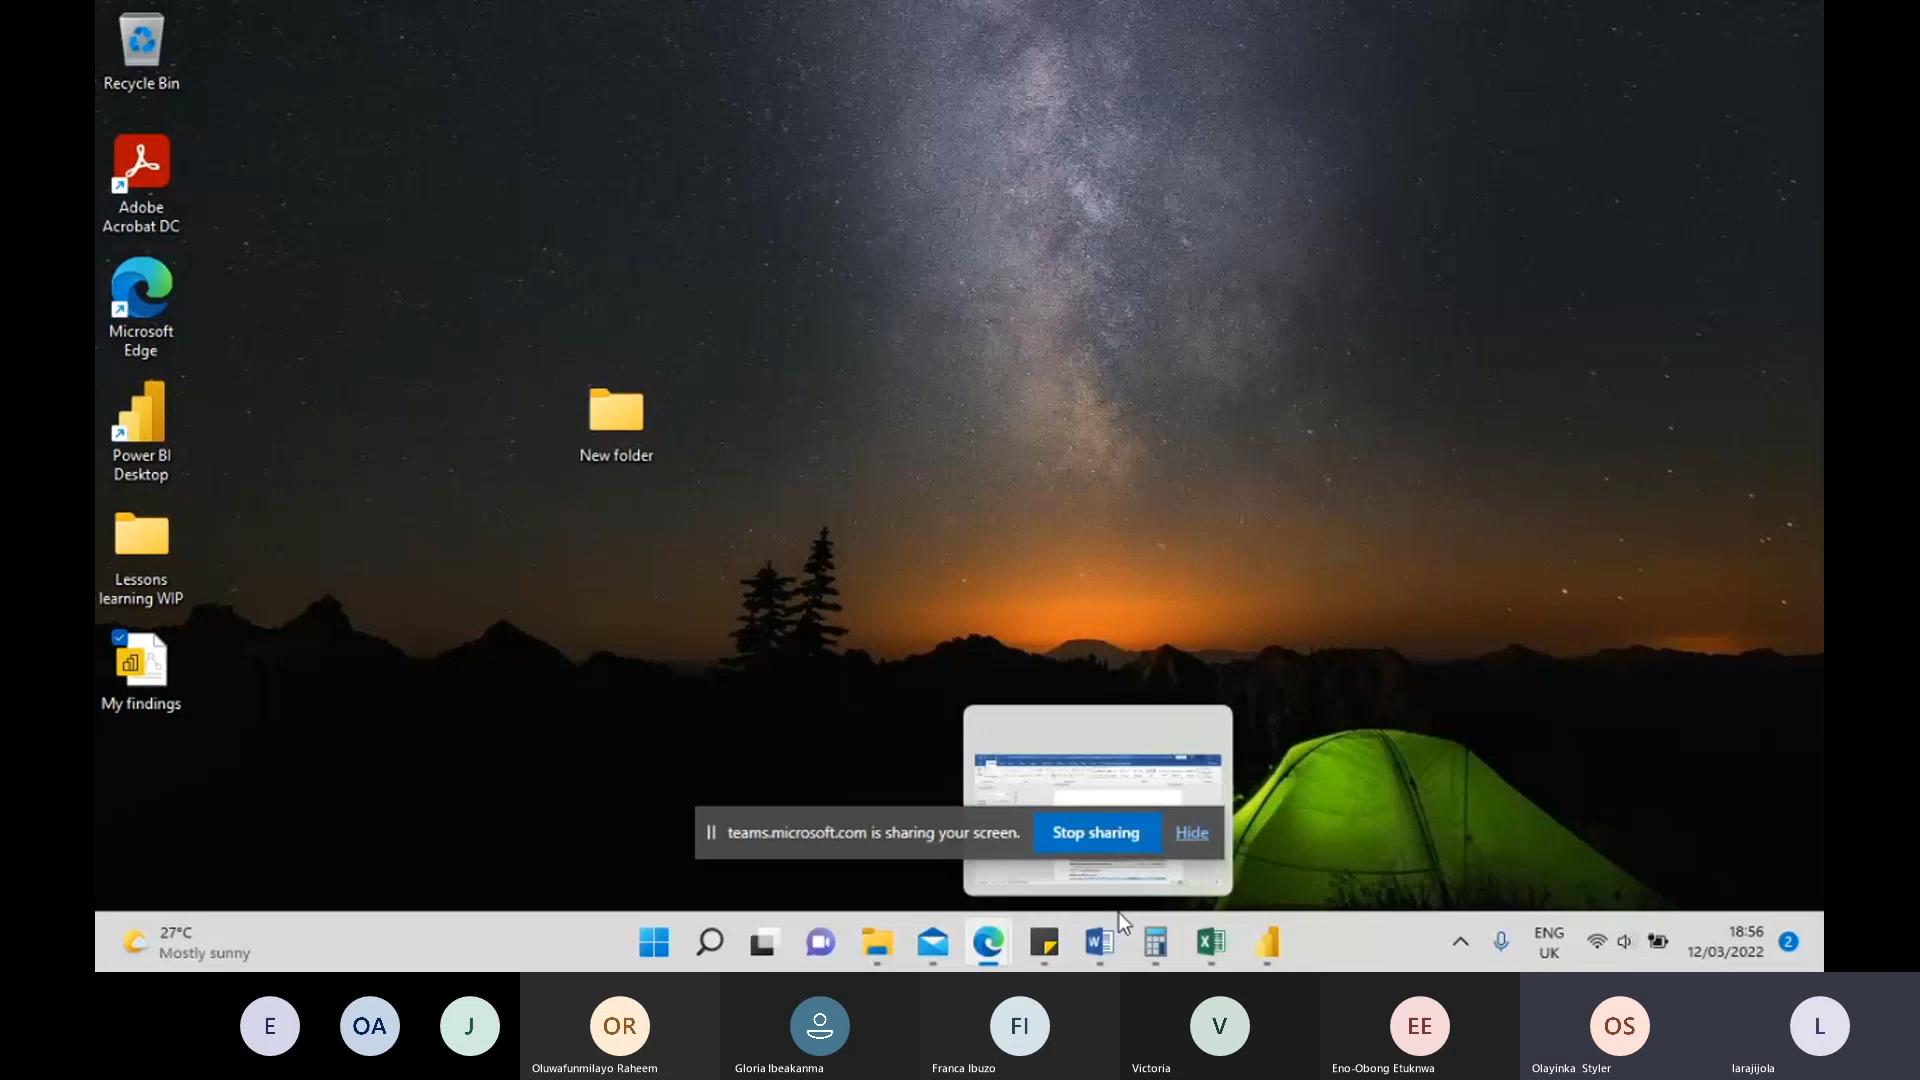 Recycle Bin
Adobe
Acrobat DC
Microsoft
Edge
Power BI
Desktop
Lessons
learning WIP
My findings
New folder
teams.microsoft.com is sharing your screen.
Stop sharing
Hide
27°C
Mostly sunny
ENG
UK
18:56
12/03/2022
2
E
OA
J
OR
FI
V
EE
OS
L
Oluwafunmilayo Raheem
Gloria Ibeakanma
Franca Ibuzo
Victoria
Eno-Obong Etuknwa
Olayinka Styler
larajijola